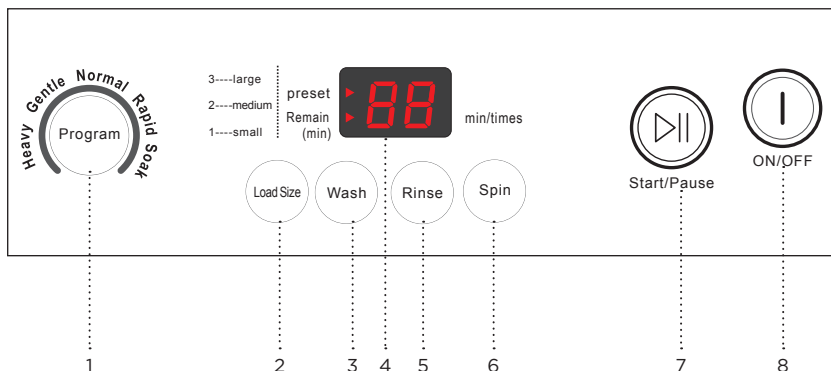 Heavy Gentle Normal Rapid Soak
Program
3----large
2----medium
1----small
preset
Remain
(min)
88
min/times
Load Size
Wash
Rinse
Spin
Start/Pause
ON/OFF
1
2
3
4
5
6
7
8